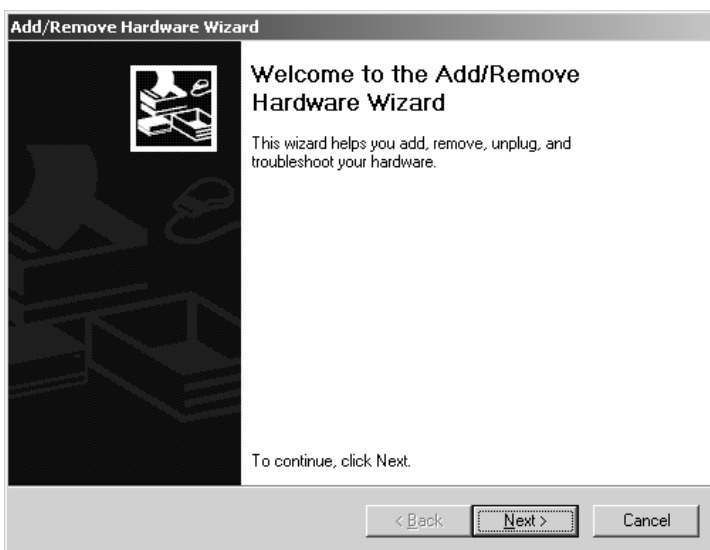 Add/Remove Hardware Wizard
Welcome to the Add/Remove
Hardware Wizard
This wizard helps you add, remove, unplug, and
troubleshoot your hardware.
To continue, click Next.
< Back
Next >
Cancel